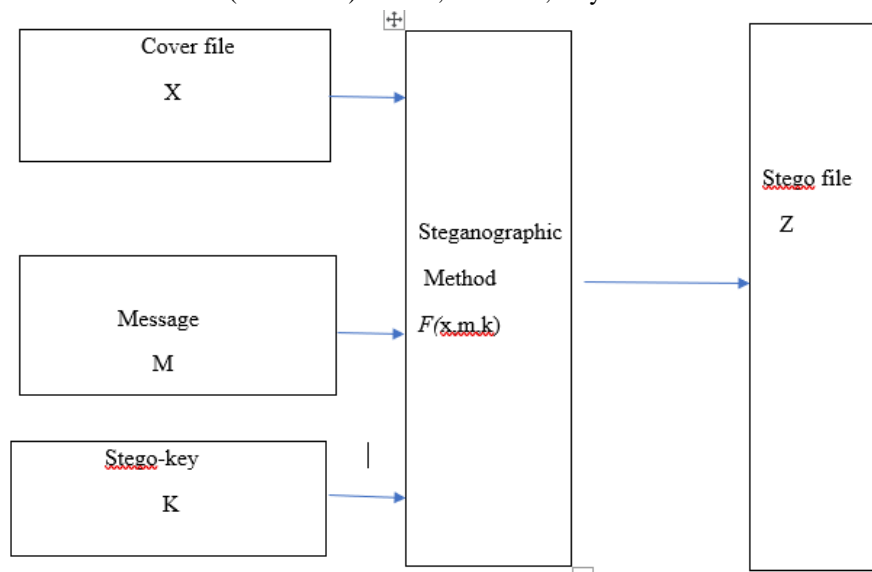 Cover file
X
Message
M
Stego-key
K
Steganographic
Method
F(x.m.k)
Stego file
Z